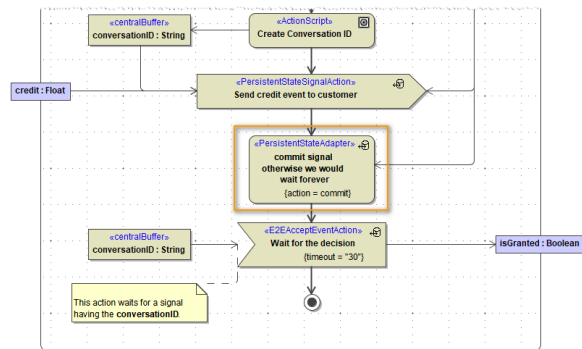 «centralBuffer»
conversationID : String
«ActionScript»
Create Conversation ID
credit : Float
«PersistentStateSignalAction»
Send credit event to customer
«PersistentStateAdapter»
commit signal
otherwise we would
wait forever
{action = commit}
«centralBuffer»
conversationID : String
«E2EAcceptEventAction»
Wait for the decision
{timeout = "30"}
isGranted : Boolean
This action waits for a signal
having the conversationID.